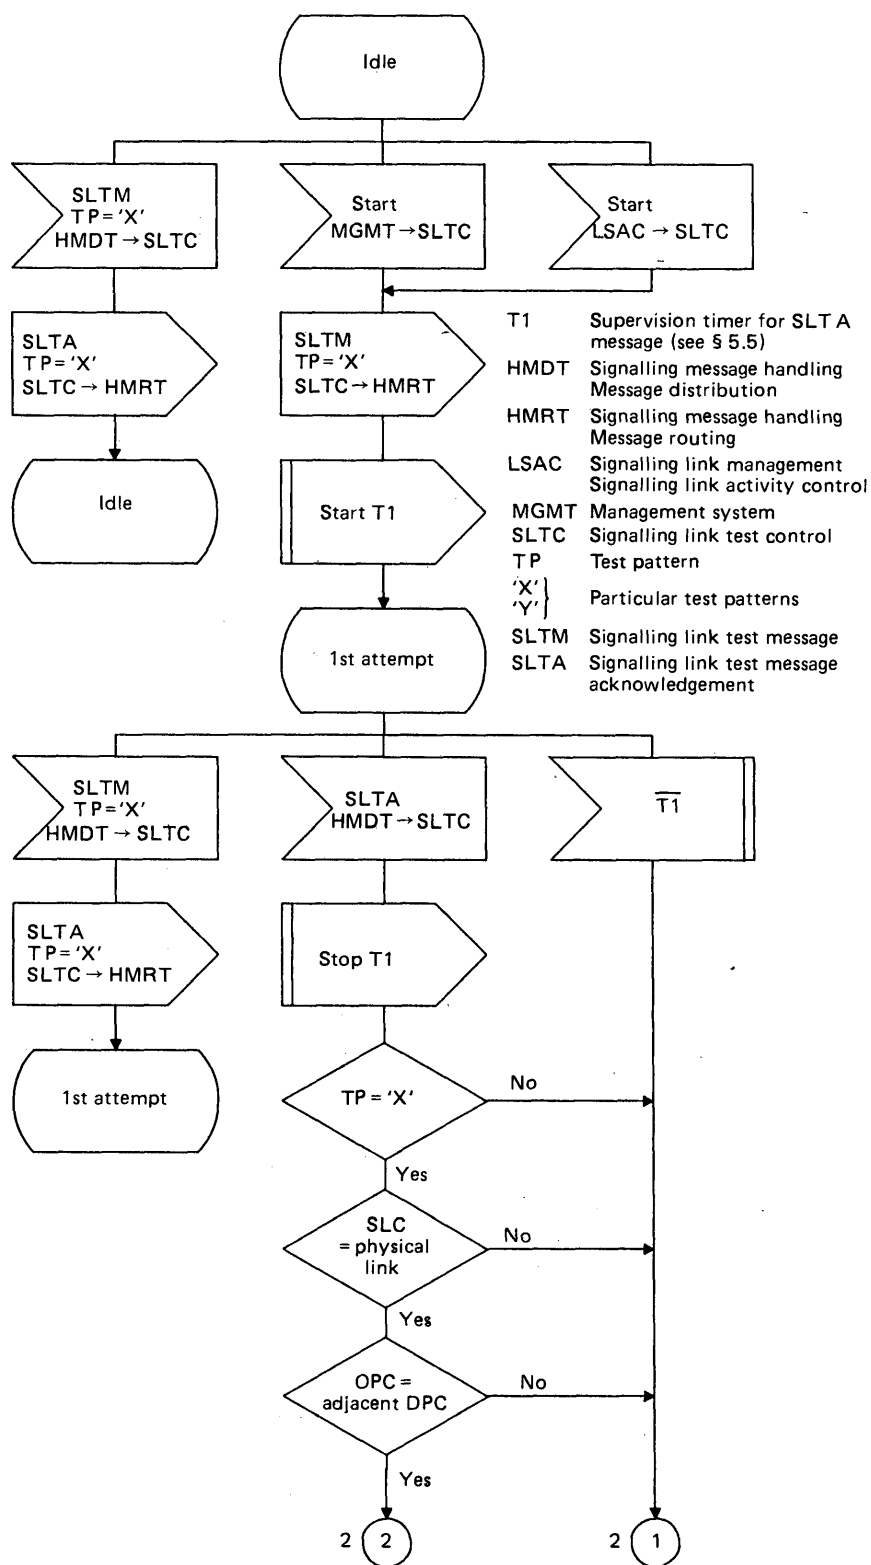 Idle
SLTM
TP = 'X'
HMDT → SLTC
Start
MGMT → SLTC
Start
LSAC → SLTC
SLTA
TP = 'X'
SLTC → HMRT
SLTM
TP = 'X'
SLTC → HMRT
T1 Supervision timer for SLTA
message (see § 5.5)
HMDT Signalling message handling
Message distribution
HMRT Signalling message handling
Message routing
LSAC Signalling link management
Signalling link activity control
MGMT Management system
SLTC Signalling link test control
TP Test pattern
'X'
'Y' } Particular test patterns
SLTM Signalling link test message
SLTA Signalling link test message
acknowledgement
Idle
Start T1
1st attempt
SLTM
TP = 'X'
HMDT → SLTC
SLTA
HMDT → SLTC
T1
SLTA
TP = 'X'
SLTC → HMRT
Stop T1
1st attempt
TP = 'X'
No
Yes
SLC
= physical
link
No
Yes
OPC =
adjacent DPC
No
Yes
2 2
2 1